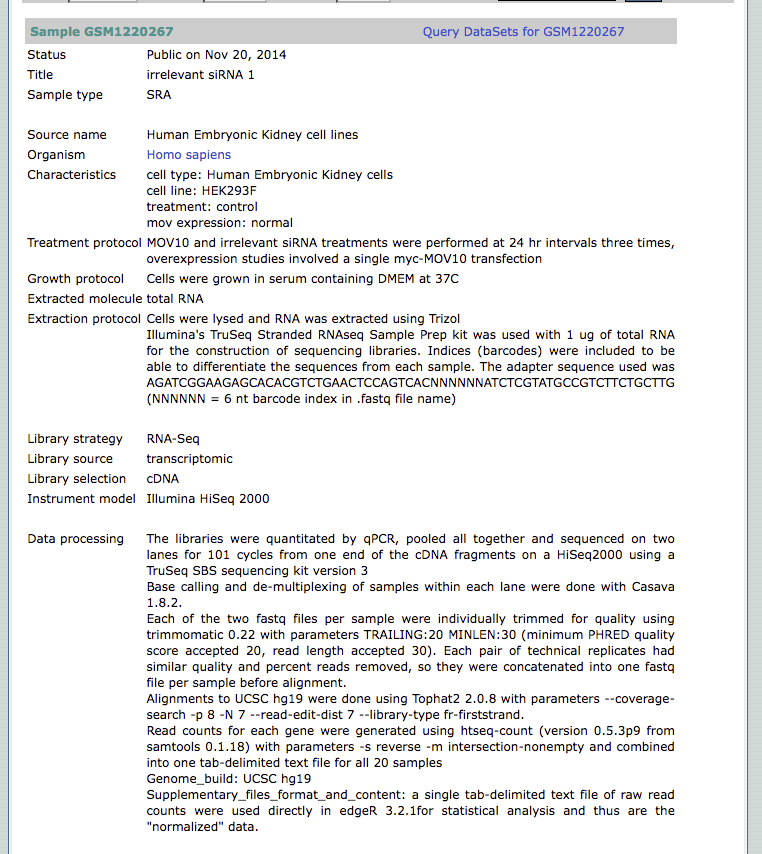 Sample GSM1220267 Query DataSets for GSM1220267
Status Public on Nov 20, 2014
Title irrelevant siRNA 1
Sample type SRA
Source name Human Embryonic Kidney cell lines
Organism Homo sapiens
Characteristics cell type: Human Embryonic Kidney cells
cell line: HEK293F
treatment: control
mov expression: normal
Treatment protocol MOV10 and irrelevant siRNA treatments were performed at 24 hr intervals three times,
overexpression studies involved a single myc-MOV10 transfection
Growth protocol Cells were grown in serum containing DMEM at 37C
Extracted molecule total RNA
Extraction protocol Cells were lysed and RNA was extracted using Trizol
Illumina's TruSeq Stranded RNAseq Sample Prep kit was used with 1 ug of total RNA
for the construction of sequencing libraries. Indices (barcodes) were included to be
able to differentiate the sequences from each sample. The adapter sequence used was
AGATCGGAAGAGCACACGTCTGAACTCCAGTCACNNNNNNATCTCGTATGCCGTCTTCTGCTTG
(NNNNNN = 6 nt barcode index in .fastq file name)
Library strategy RNA-Seq
Library source transcriptomic
Library selection cDNA
Instrument model Illumina HiSeq 2000
Data processing The libraries were quantitated by qPCR, pooled all together and sequenced on two
lanes for 101 cycles from one end of the cDNA fragments on a HiSeq2000 using a
TruSeq SBS sequencing kit version 3
Base calling and de-multiplexing of samples within each lane were done with Casava
1.8.2.
Each of the two fastq files per sample were individually trimmed for quality using
trimmomatic 0.22 with parameters TRAILING:20 MINLEN:30 (minimum PHRED quality
score accepted 20, read length accepted 30). Each pair of technical replicates had
similar quality and percent reads removed, so they were concatenated into one fastq
file per sample before alignment.
Alignments to UCSC hg19 were done using Tophat2 2.0.8 with parameters --coverage-
search -p 8 -N 7 --read-edit-dist 7 --library-type fr-firststrand.
Read counts for each gene were generated using htseq-count (version 0.5.3p9 from
samtools 0.1.18) with parameters -s reverse -m intersection-nonempty and combined
into one tab-delimited text file for all 20 samples
Genome_build: UCSC hg19
Supplementary_files_format_and_content: a single tab-delimited text file of raw read
counts were used directly in edgeR 3.2.1for statistical analysis and thus are the
"normalized" data.